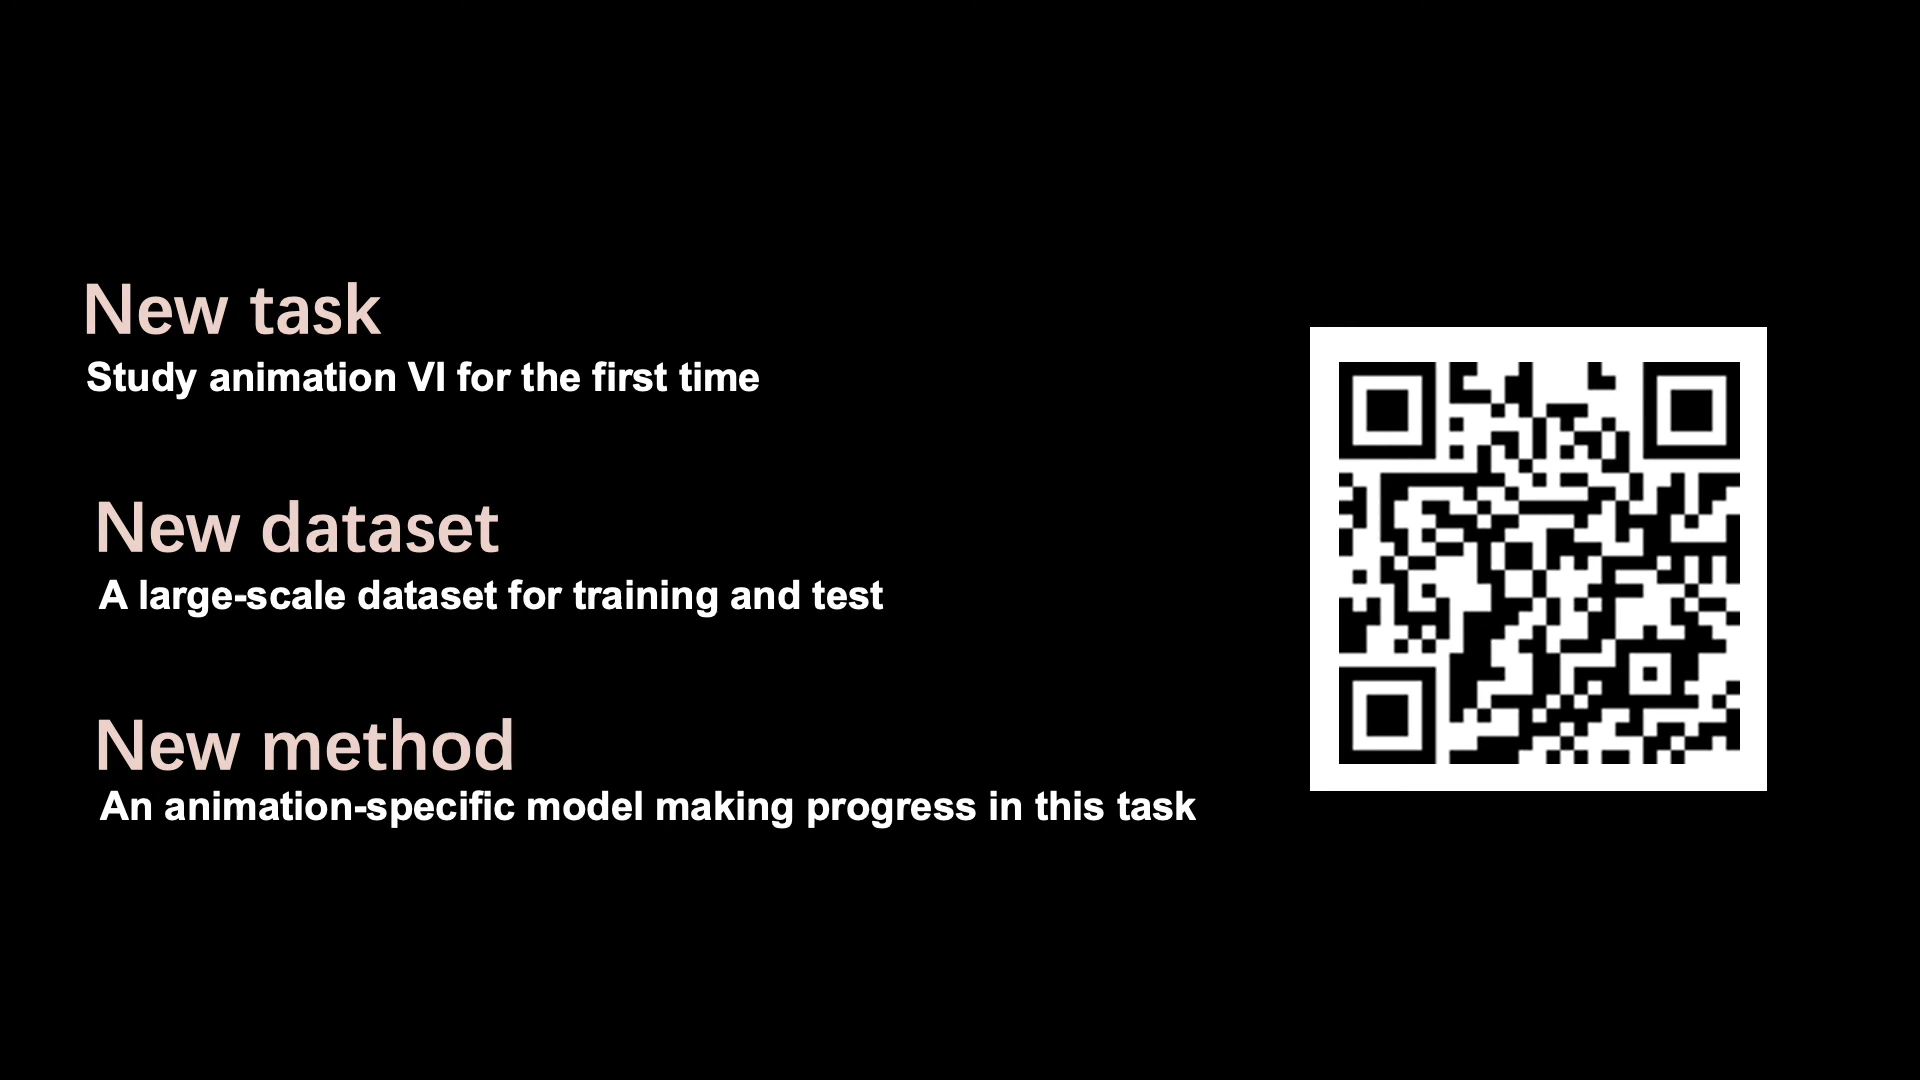 New task
Study animation VI for the first time
New dataset
A large-scale dataset for training and test
New method
An animation-specific model making progress in this task